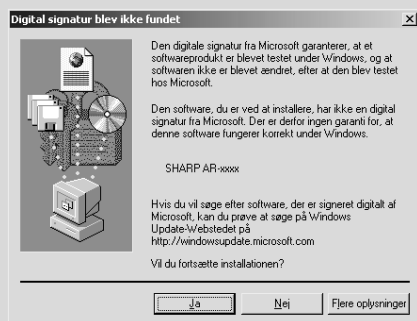 Digital signatur blev ikke fundet
Den digitale signatur fra Microsoft garanterer, at et
softwareprodukt er blevet testet under Windows, og at
softwaren ikke er blevet ændret, efter at den blev testet
hos Microsoft.
Den software, du er ved at installere, har ikke en digital
signatur fra Microsoft. Der er derfor ingen garanti for, at
denne software fungerer korrekt under Windows.
SHARP AR-xxxx
Hvis du vil søge efter software, der er signeret digitalt af
Microsoft, kan du prøve at søge på Windows
Update-Webstedet på
http://windowsupdate.microsoft.com
Vil du fortsætte installationen?
Ja
Nej
Flere oplysninger